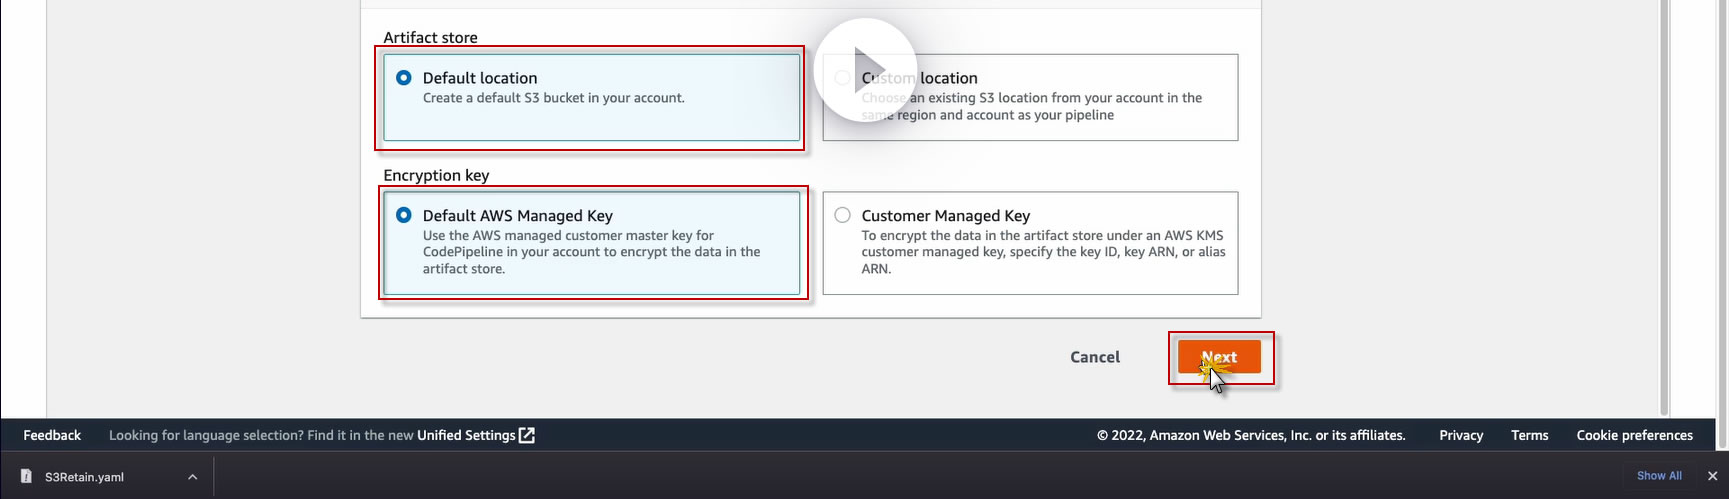 Artifact store
Default location
Create a default S3 bucket in your account.
Custom location
Choose an existing S3 location from your account in the
same region and account as your pipeline
Encryption key
Default AWS Managed Key
Use the AWS managed customer master key for
CodePipeline in your account to encrypt the data in the
artifact store.
Customer Managed Key
To encrypt the data in the artifact store under an AWS KMS
customer managed key, specify the key ID, key ARN, or alias
ARN.
Cancel
Next
Feedback
Looking for language selection? Find it in the new Unified Settings
© 2022, Amazon Web Services, Inc. or its affiliates.
Privacy
Terms
Cookie preferences
S3Retain.yaml
Show All